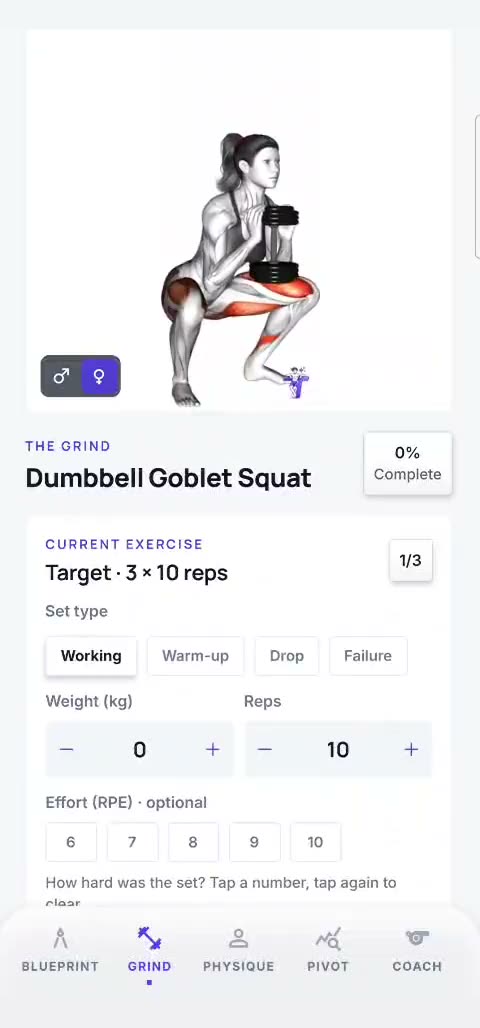 THE GRIND
Dumbbell Goblet Squat
0%
Complete
CURRENT EXERCISE
Target · 3 × 10 reps
1/3
Set type
Working Warm-up Drop Failure
Weight (kg) Reps
− 0 + − 10 +
Effort (RPE) · optional
6 7 8 9 10
How hard was the set? Tap a number, tap again to
clear
BLUEPRINT GRIND PHYSIQUE PIVOT COACH